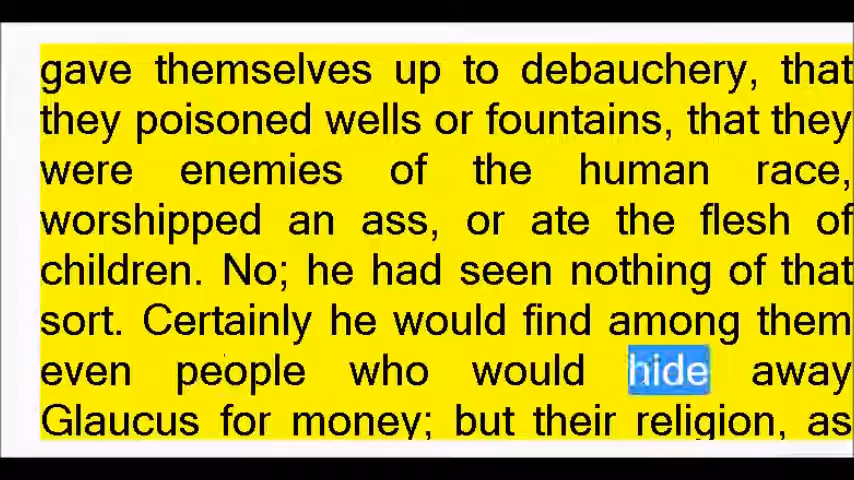 gave themselves up to debauchery, that
they poisoned wells or fountains, that they
were enemies of the human race,
worshipped an ass, or ate the flesh of
children. No; he had seen nothing of that
sort. Certainly he would find among them
even people who would hide away
Glaucus for money; but their religion, as